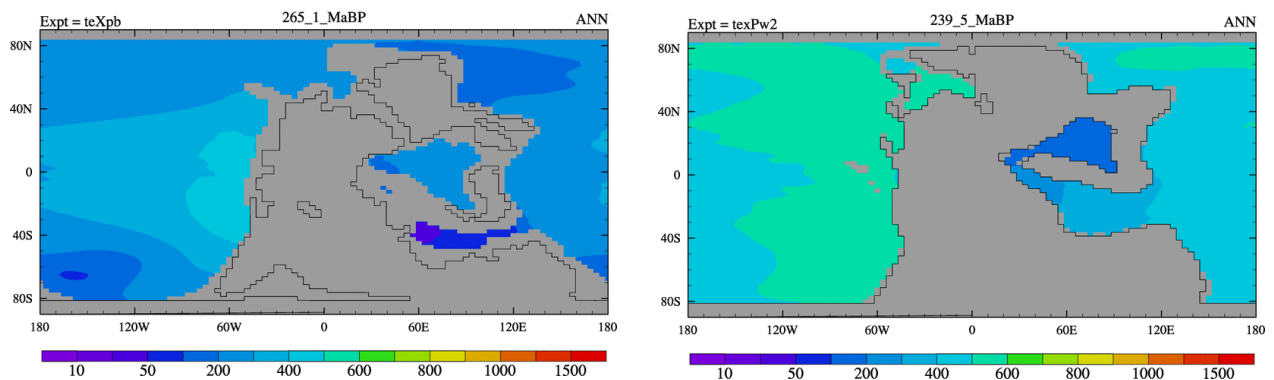 Expt = teXpb 265_1_MaBP ANN
80N
40N
0
40S
80S
180 120W 60W 0 60E 120E 180
10 50 200 400 600 800 1000 1500
Expt = texPw2 239_5_MaBP ANN
80N
40N
0
40S
80S
180 120W 60W 0 60E 120E 180
10 50 200 400 600 800 1000 1500